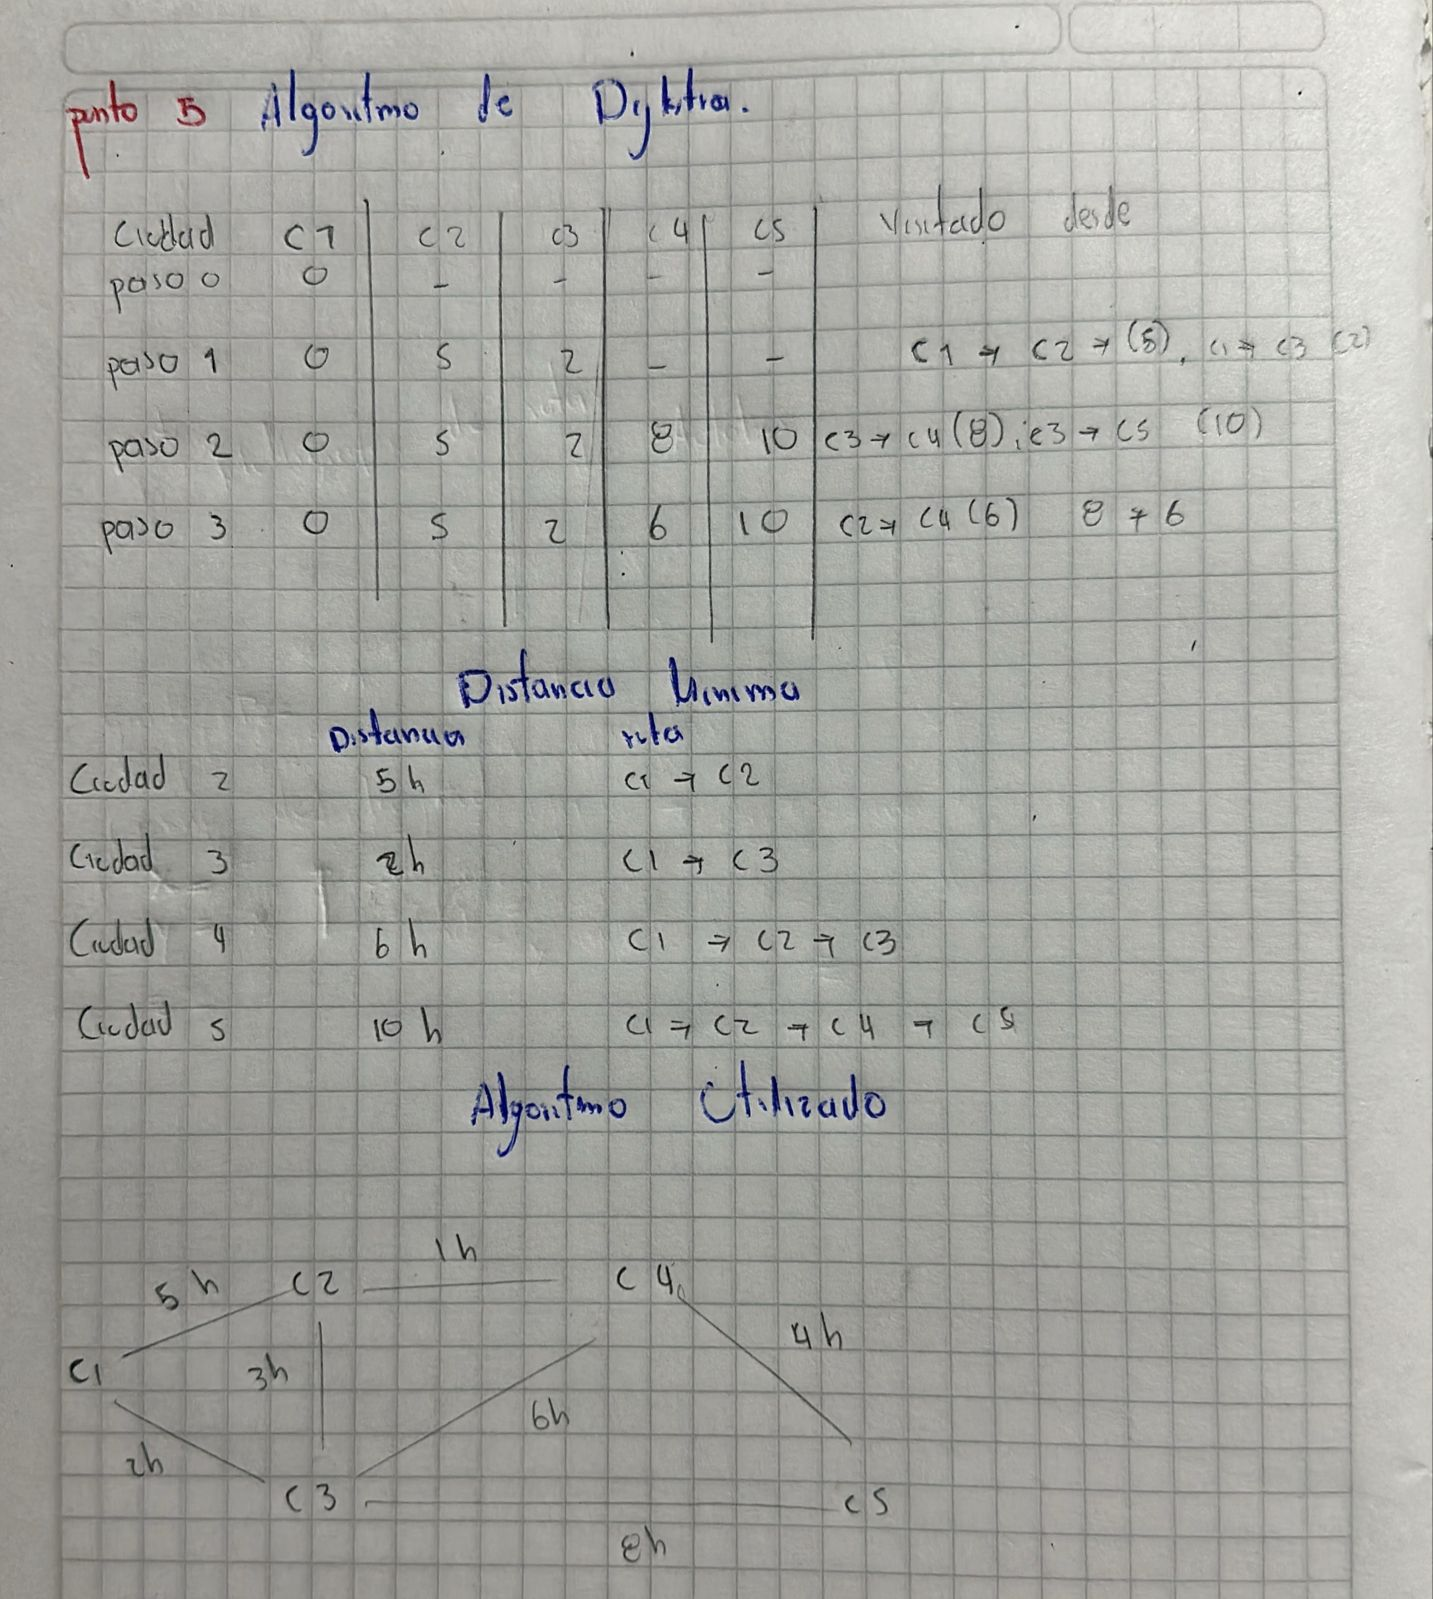 punto 5 Algoritmo de Dyktra.
Ciudad C1 C2 C3 C4 C5 Visitado desde
paso 0 0 - - - -
paso 1 0 5 2 - - C1 → C2 → (5), C1 → C3 (2)
paso 2 0 5 2 8 10 C3 → C4 (8); C3 → C5 (10)
paso 3 0 5 2 6 10 C2 → C4 (6) 8 → 6
Distancia Minima
Distancia ruta
Ciudad 2 5h C1 → C2
Ciudad 3 2h C1 → C3
Ciudad 4 6h C1 → C2 → C3
Ciudad 5 10h C1 → C2 → C4 → C5
Algoritmo Utilizado
1h
5h C2 C4
4h
C1 3h
6h
2h
C3 C5
8h